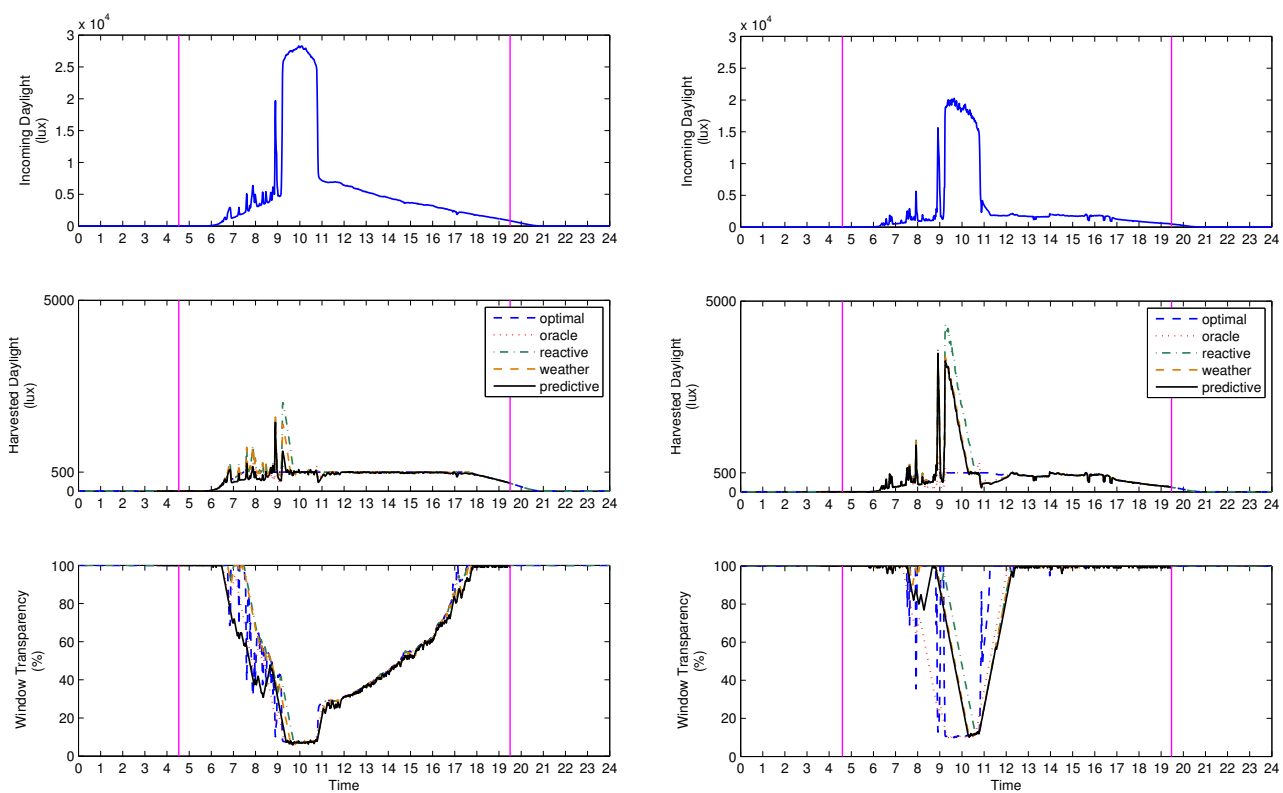 x 10⁴
3
2.5
2
1.5
1
0.5
0
Incoming Daylight
(lux)
0 1 2 3 4 5 6 7 8 9 10 11 12 13 14 15 16 17 18 19 20 21 22 23 24
x 10⁴
3
2.5
2
1.5
1
0.5
0
Incoming Daylight
(lux)
0 1 2 3 4 5 6 7 8 9 10 11 12 13 14 15 16 17 18 19 20 21 22 23 24
5000
500
0
Harvested Daylight
(lux)
optimal
oracle
reactive
weather
predictive
0 1 2 3 4 5 6 7 8 9 10 11 12 13 14 15 16 17 18 19 20 21 22 23 24
5000
500
0
Harvested Daylight
(lux)
optimal
oracle
reactive
weather
predictive
0 1 2 3 4 5 6 7 8 9 10 11 12 13 14 15 16 17 18 19 20 21 22 23 24
100
80
60
40
20
0
Window Transparency
(%)
0 1 2 3 4 5 6 7 8 9 10 11 12 13 14 15 16 17 18 19 20 21 22 23 24
Time
100
80
60
40
20
0
Window Transparency
(%)
0 1 2 3 4 5 6 7 8 9 10 11 12 13 14 15 16 17 18 19 20 21 22 23 24
Time